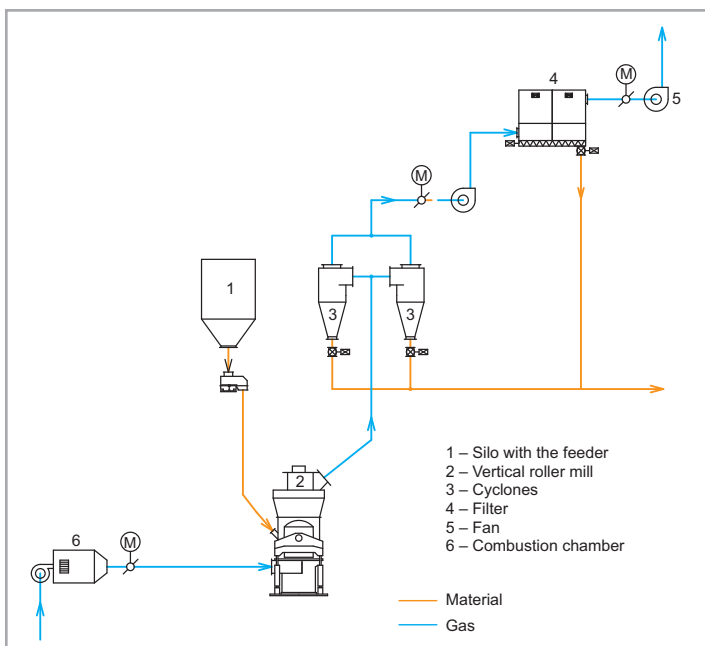 M
4
5
M
1
3
3
2
6
M
1 – Silo with the feeder
2 – Vertical roller mill
3 – Cyclones
4 – Filter
5 – Fan
6 – Combustion chamber
Material
Gas